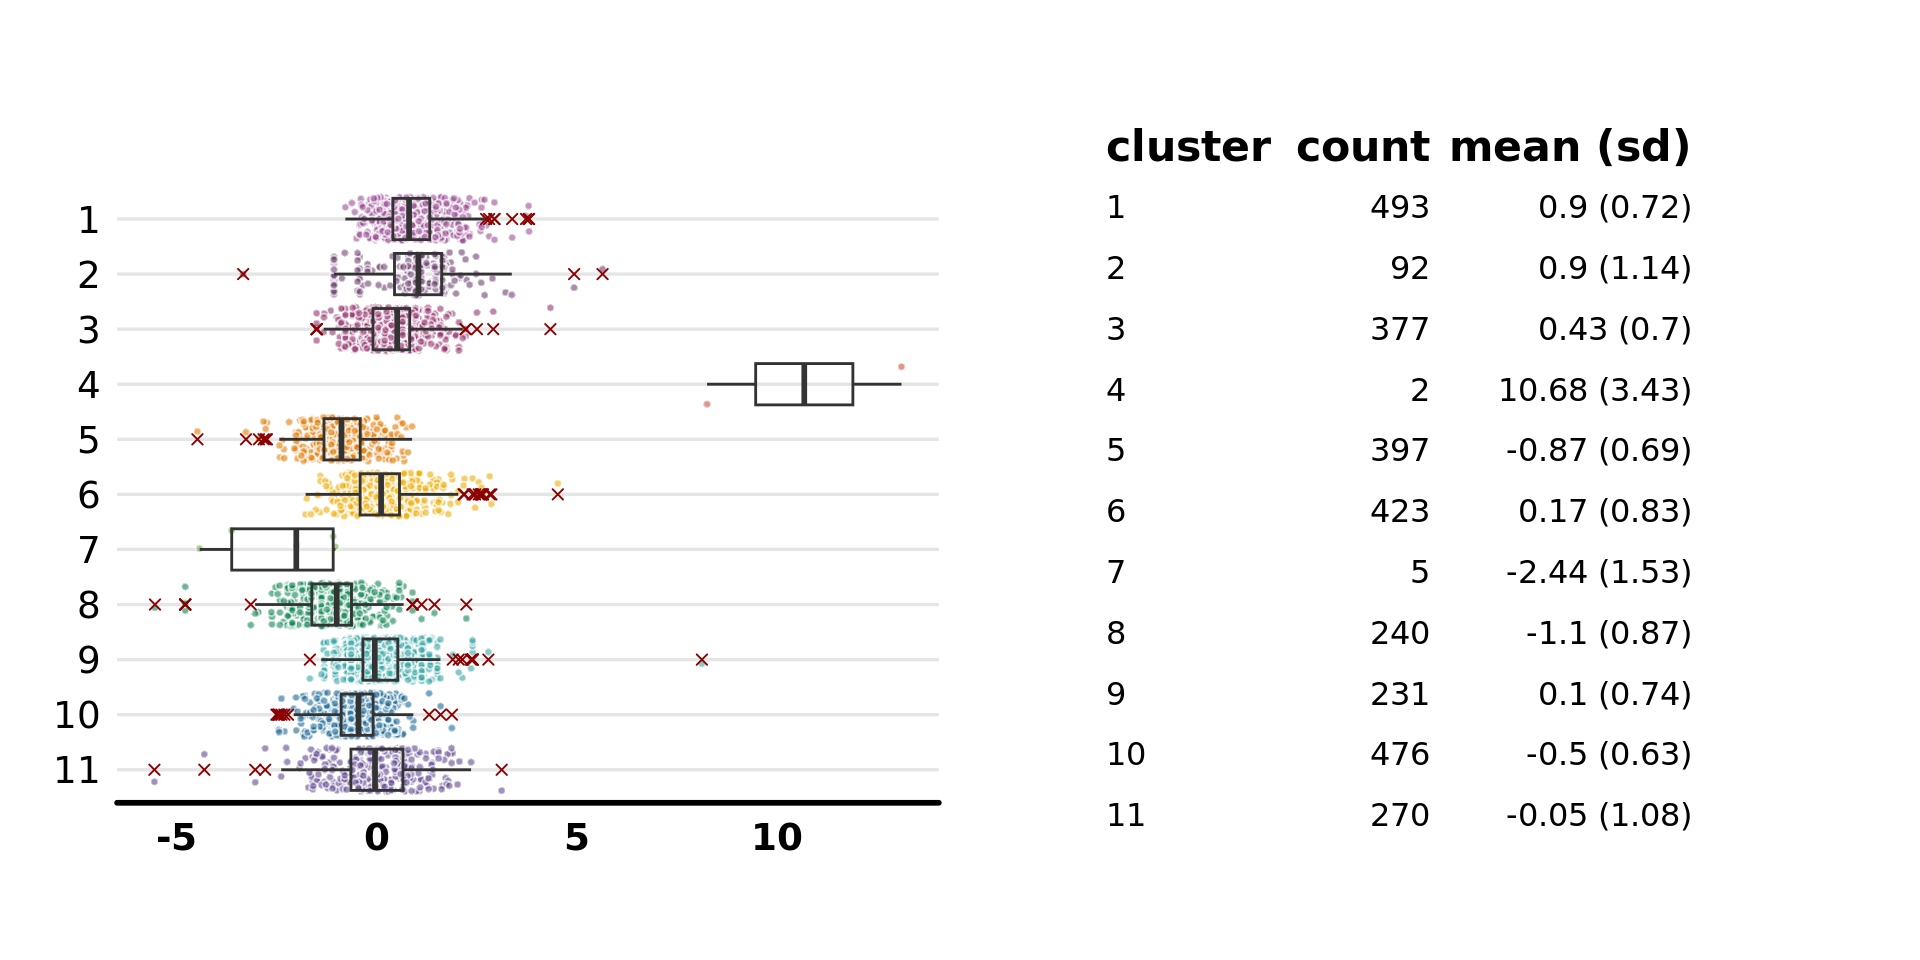 1
2
3
4
5
6
7
8
9
10
11
-5 0 5 10
cluster count mean (sd)
1 493 0.9 (0.72)
2 92 0.9 (1.14)
3 377 0.43 (0.7)
4 2 10.68 (3.43)
5 397 -0.87 (0.69)
6 423 0.17 (0.83)
7 5 -2.44 (1.53)
8 240 -1.1 (0.87)
9 231 0.1 (0.74)
10 476 -0.5 (0.63)
11 270 -0.05 (1.08)